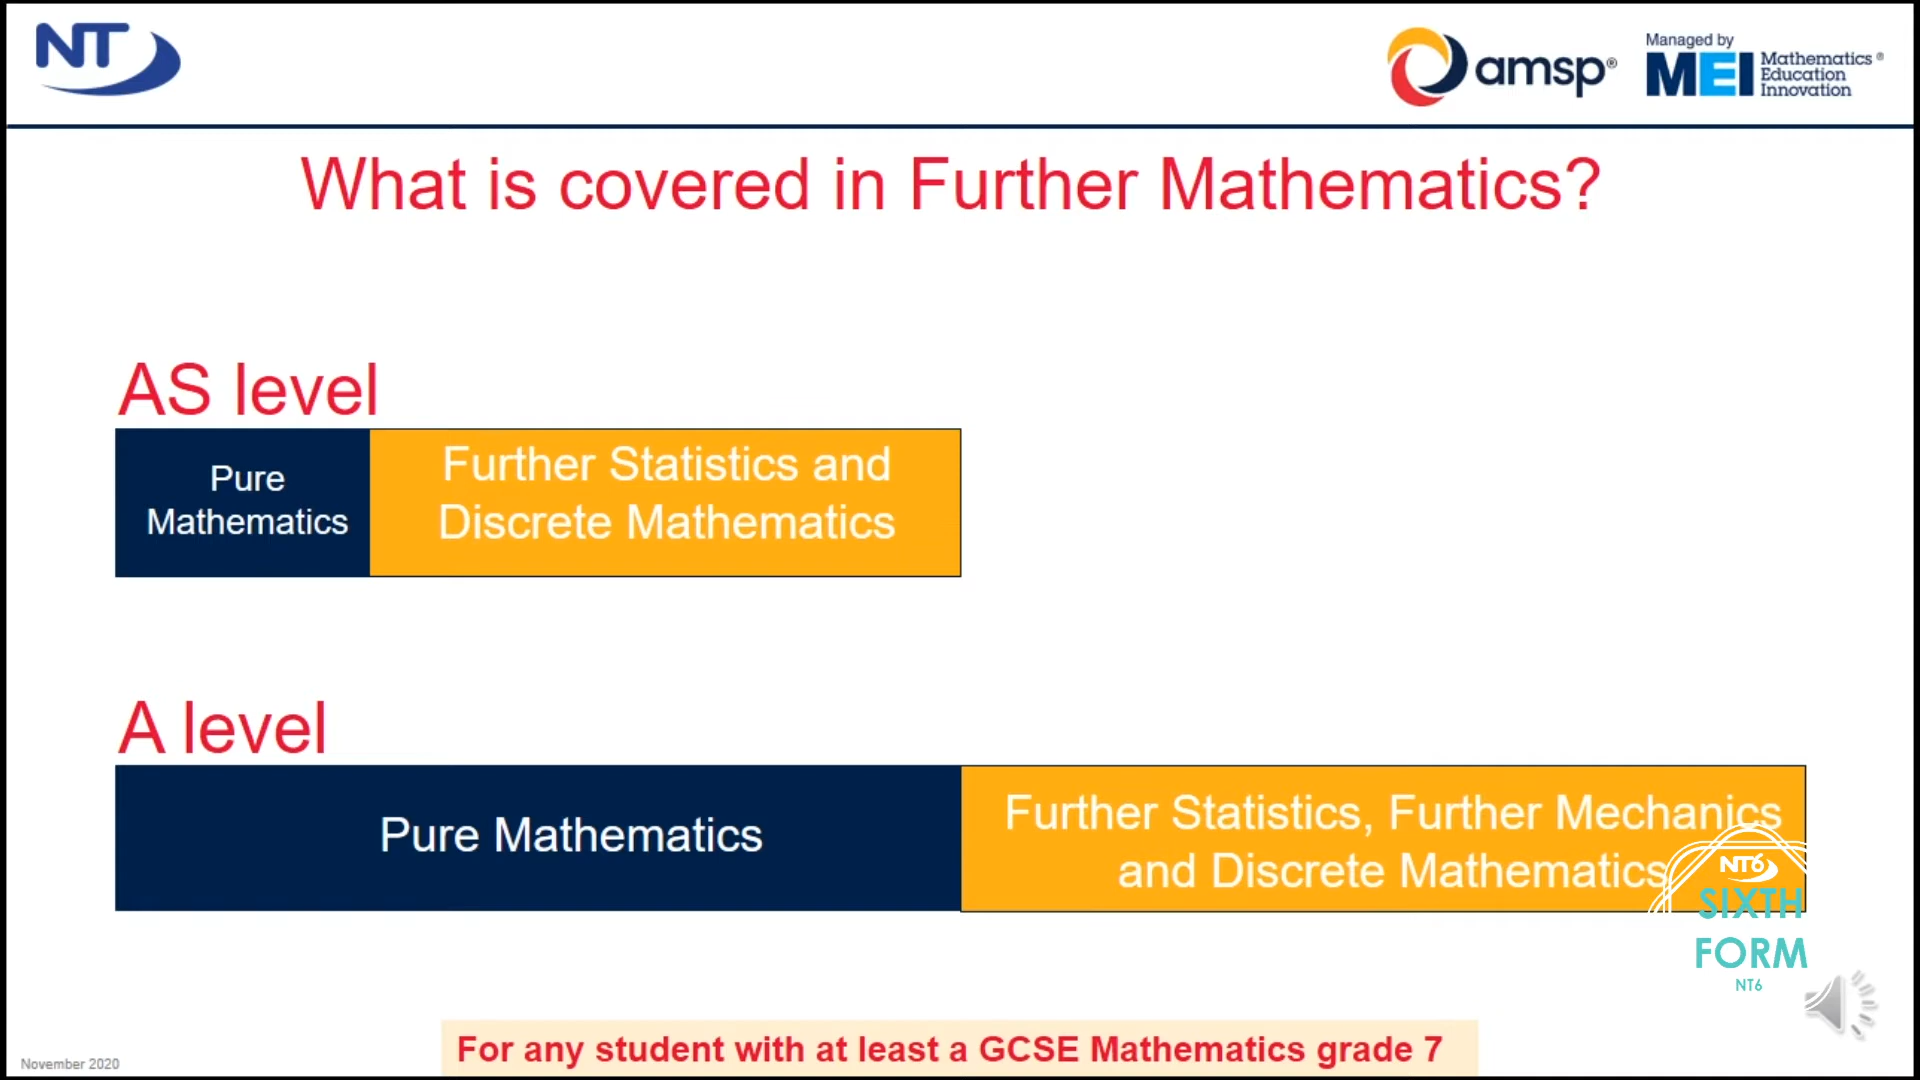 NT
amsp®
Managed by
MEI
Mathematics ®
Education
Innovation
What is covered in Further Mathematics?
AS level
Pure
Mathematics
Further Statistics and
Discrete Mathematics
A level
Pure Mathematics
Further Statistics, Further Mechanics
and Discrete Mathematics
NT6
SIXTH
FORM
NT6
For any student with at least a GCSE Mathematics grade 7
November 2020